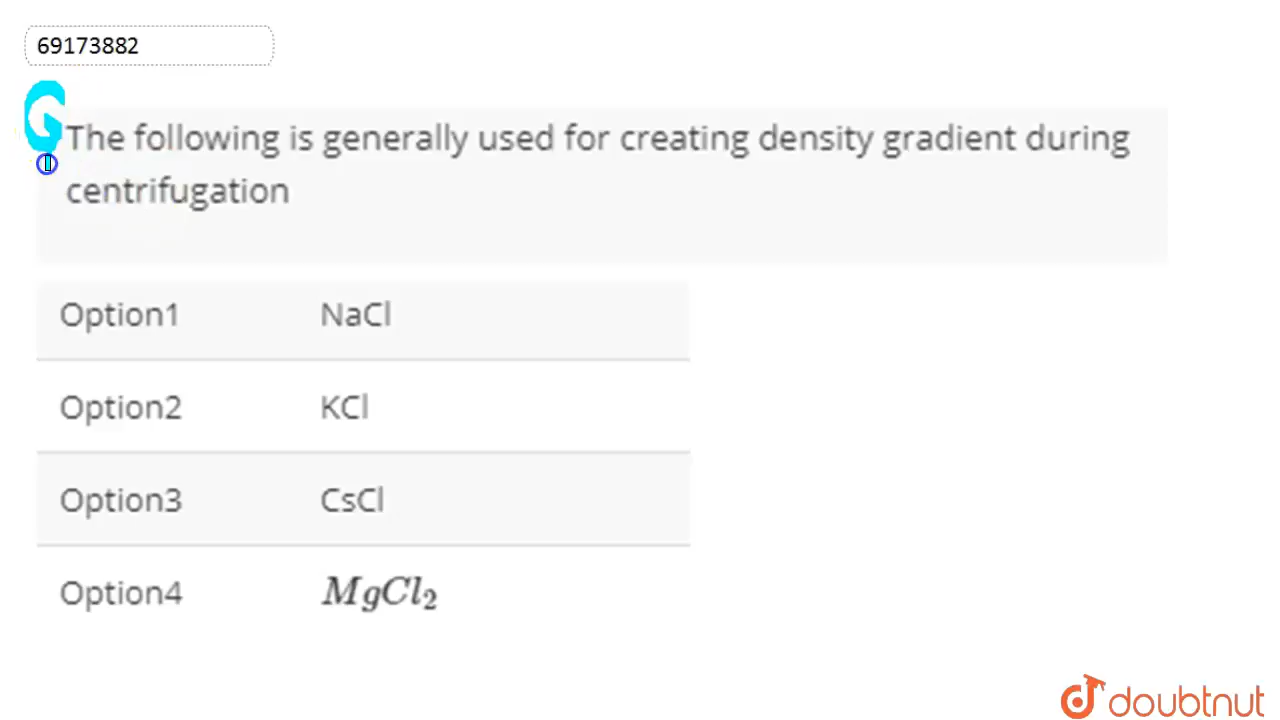 69173882
G
The following is generally used for creating density gradient during
centrifugation
Option1 NaCl
Option2 KCl
Option3 CsCl
Option4 MgCl₂
doubtnut